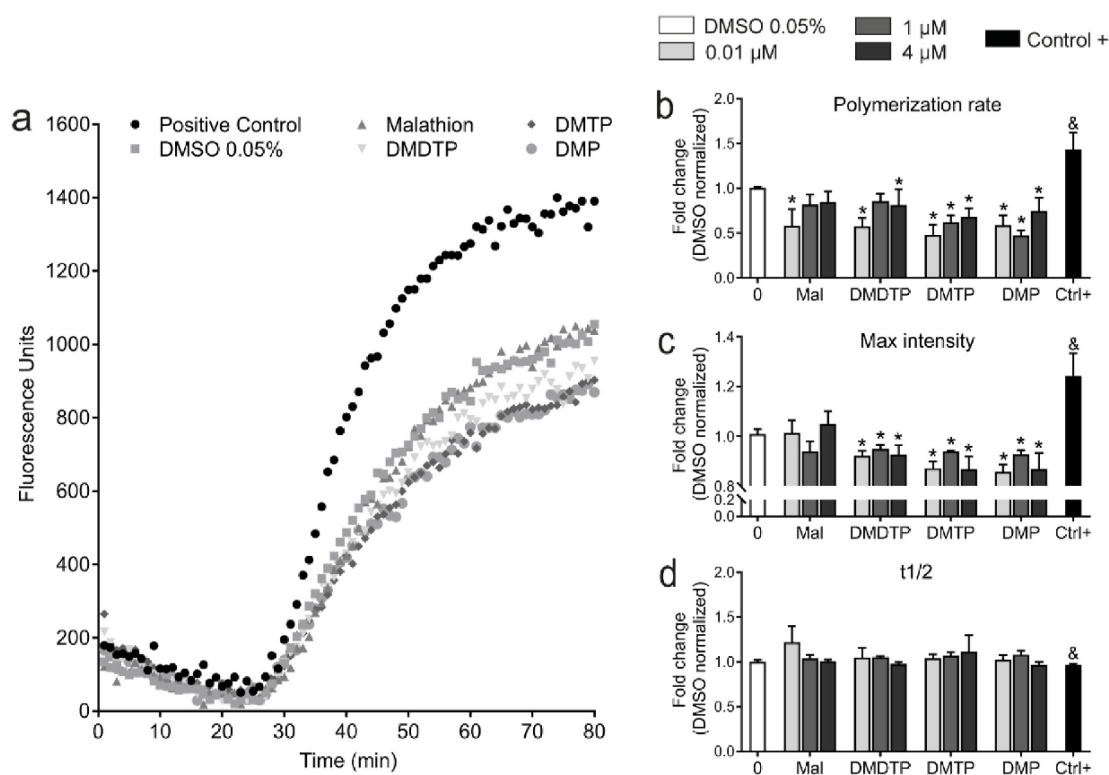 DMSO 0.05%
0.01 µM
1 µM
4 µM
Control +
a
Positive Control
DMSO 0.05%
Malathion
DMDTP
DMTP
DMP
Fluorescence Units
1600
1400
1200
1000
800
600
400
200
0
0 10 20 30 40 50 60 70 80
Time (min)
b
Polymerization rate
Fold change
(DMSO normalized)
2.0
1.5
1.0
0.5
0.0
* * * * * * * * * &
0 Mal DMDTP DMTP DMP Ctrl+
c
Max intensity
Fold change
(DMSO normalized)
1.4
1.2
1.0
0.8
0.2
0.0
* * * * * * * * * &
0 Mal DMDTP DMTP DMP Ctrl+
d
t1/2
Fold change
(DMSO normalized)
2.0
1.5
1.0
0.5
0.0
&
0 Mal DMDTP DMTP DMP Ctrl+